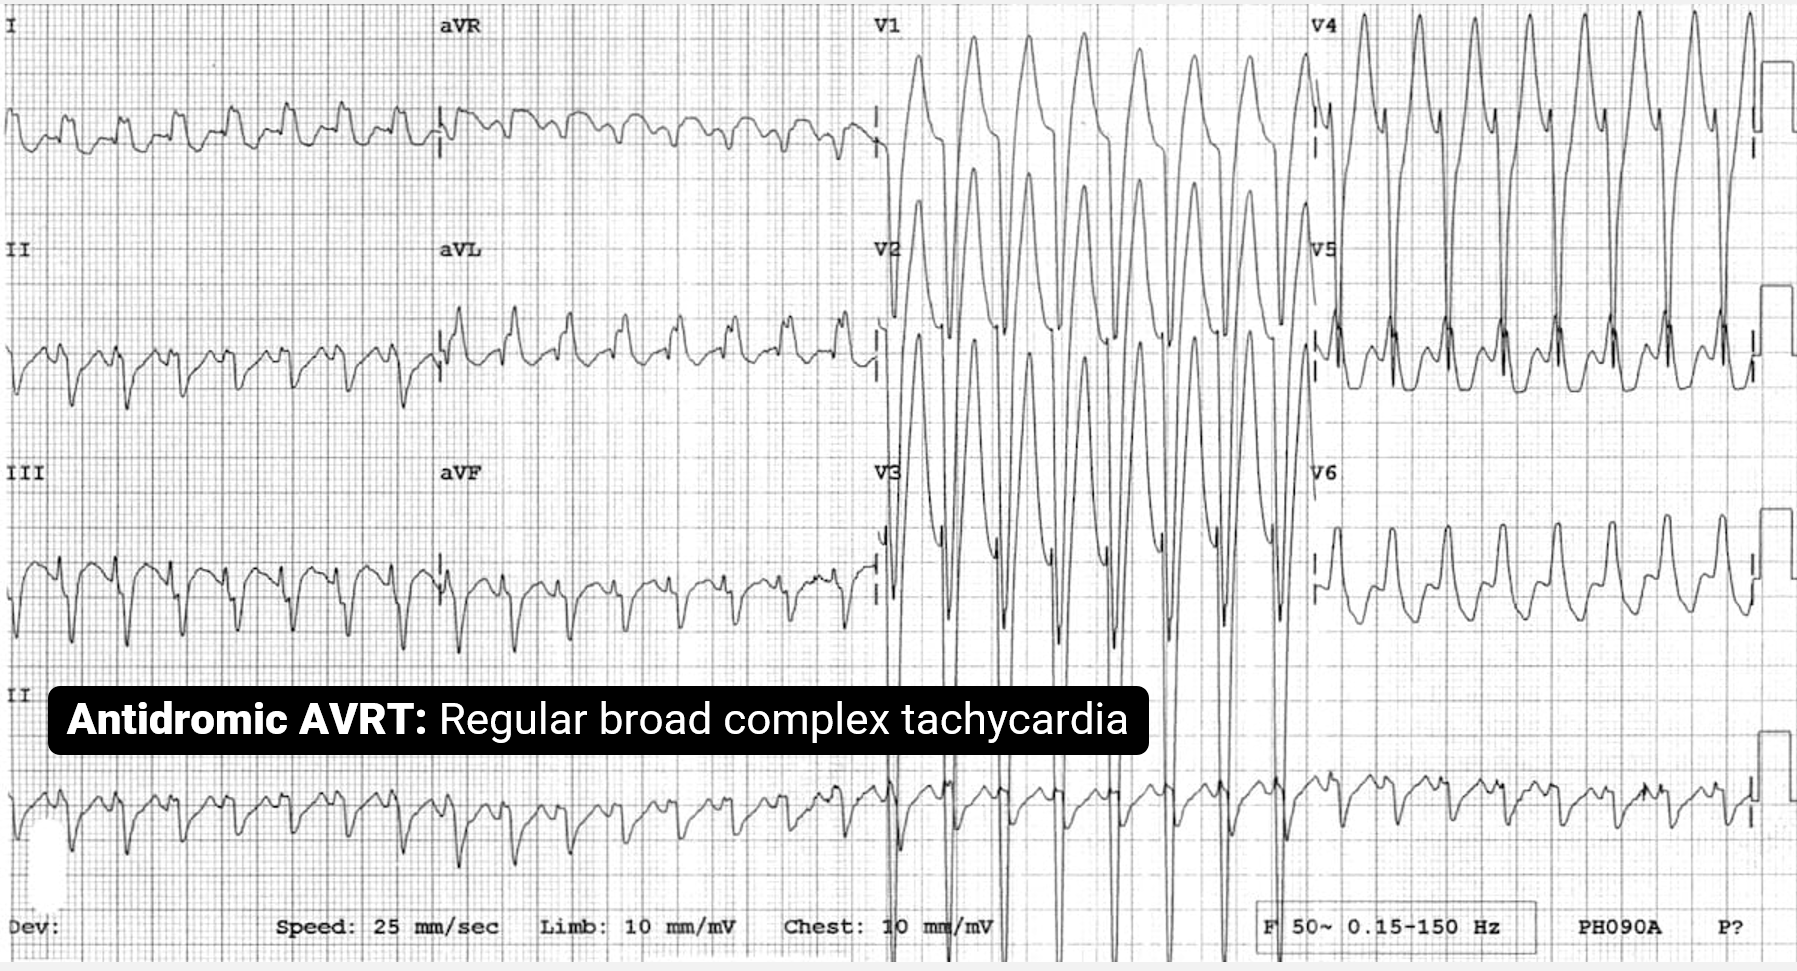 I aVR V1 V4
II aVL V2 V5
III aVF V3 V6
II
Antidromic AVRT: Regular broad complex tachycardia
Dev: Speed: 25 mm/sec Limb: 10 mm/mV Chest: 10 mm/mV F 50~ 0.15-150 Hz PH090A P?